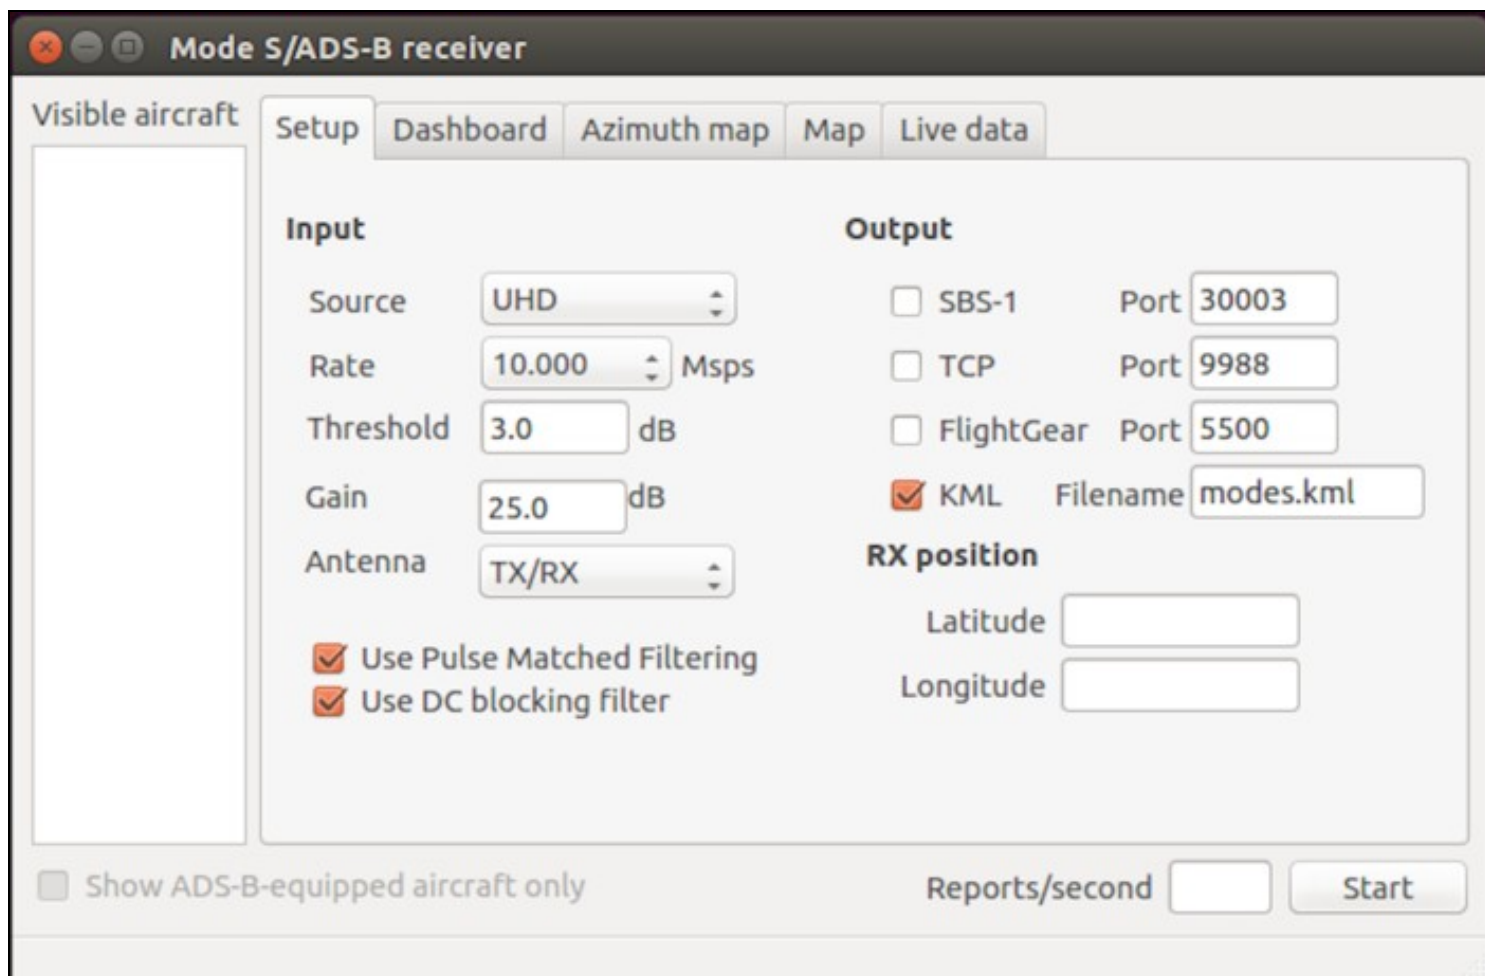 Mode S/ADS-B receiver
Visible aircraft
Setup Dashboard Azimuth map Map Live data
Input
Source UHD
Rate 10.000 Msps
Threshold 3.0 dB
Gain 25.0 dB
Antenna TX/RX
Use Pulse Matched Filtering
Use DC blocking filter
Output
SBS-1 Port 30003
TCP Port 9988
FlightGear Port 5500
KML Filename modes.kml
RX position
Latitude
Longitude
Show ADS-B-equipped aircraft only
Reports/second Start